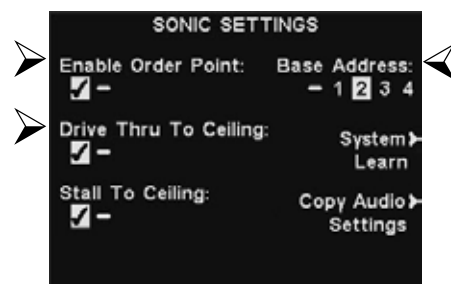 SONIC SETTINGS
Enable Order Point:
✓ –
Base Address:
– 1 2 3 4
Drive Thru To Ceiling:
✓ –
System
Learn
Stall To Ceiling:
✓ –
Copy Audio
Settings